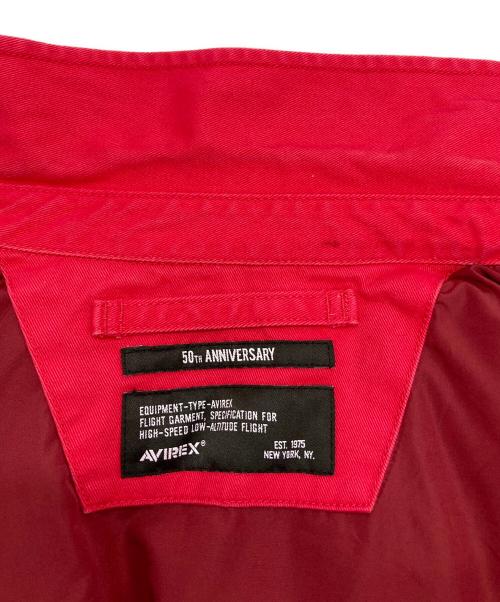 50TH ANNIVERSARY
EQUIPMENT-TYPE-AVIREX
FLIGHT GARMENT, SPECIFICATION FOR
HIGH-SPEED LOW-ALTITUDE FLIGHT
AVIREX®
EST. 1975
NEW YORK, NY.